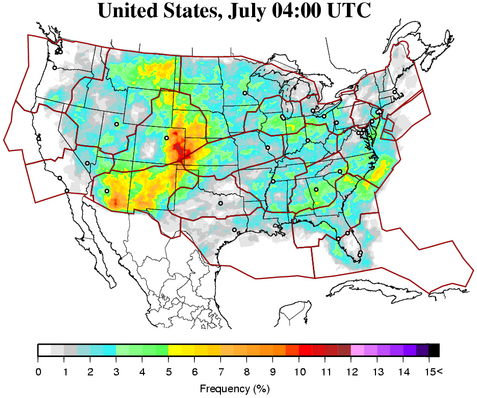 United States, July 04:00 UTC
0 1 2 3 4 5 6 7 8 9 10 11 12 13 14 15<
Frequency (%)